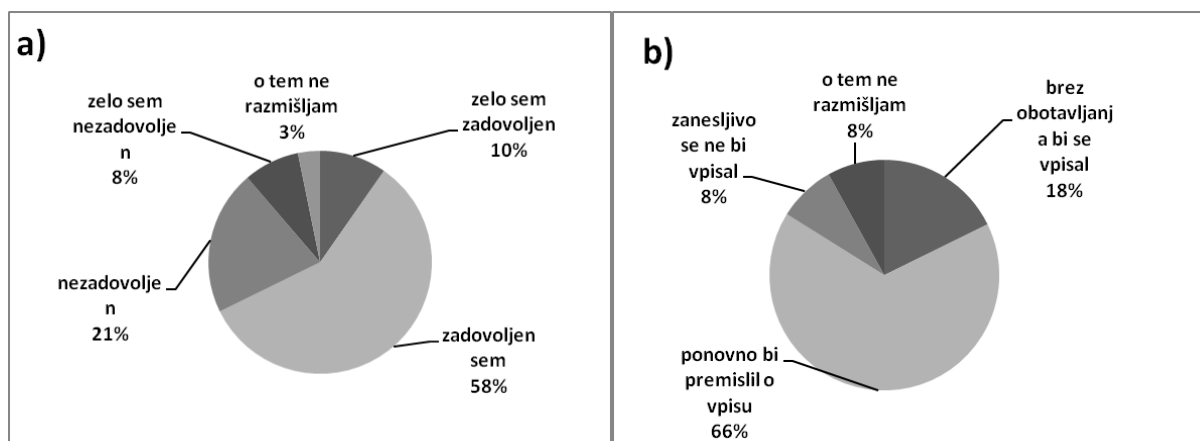 a)
o tem ne
razmišljam
3%
zelo sem
zadovoljen
10%
zelo sem
nezadovolje
n
8%
nezadovolje
n
21%
zadovoljen
sem
58%
b)
o tem ne
razmišljam
8%
brez
obotavljanj
a bi se
vpisal
18%
zanesljivo
se ne bi
vpisal
8%
ponovno bi
premislil o
vpisu
66%